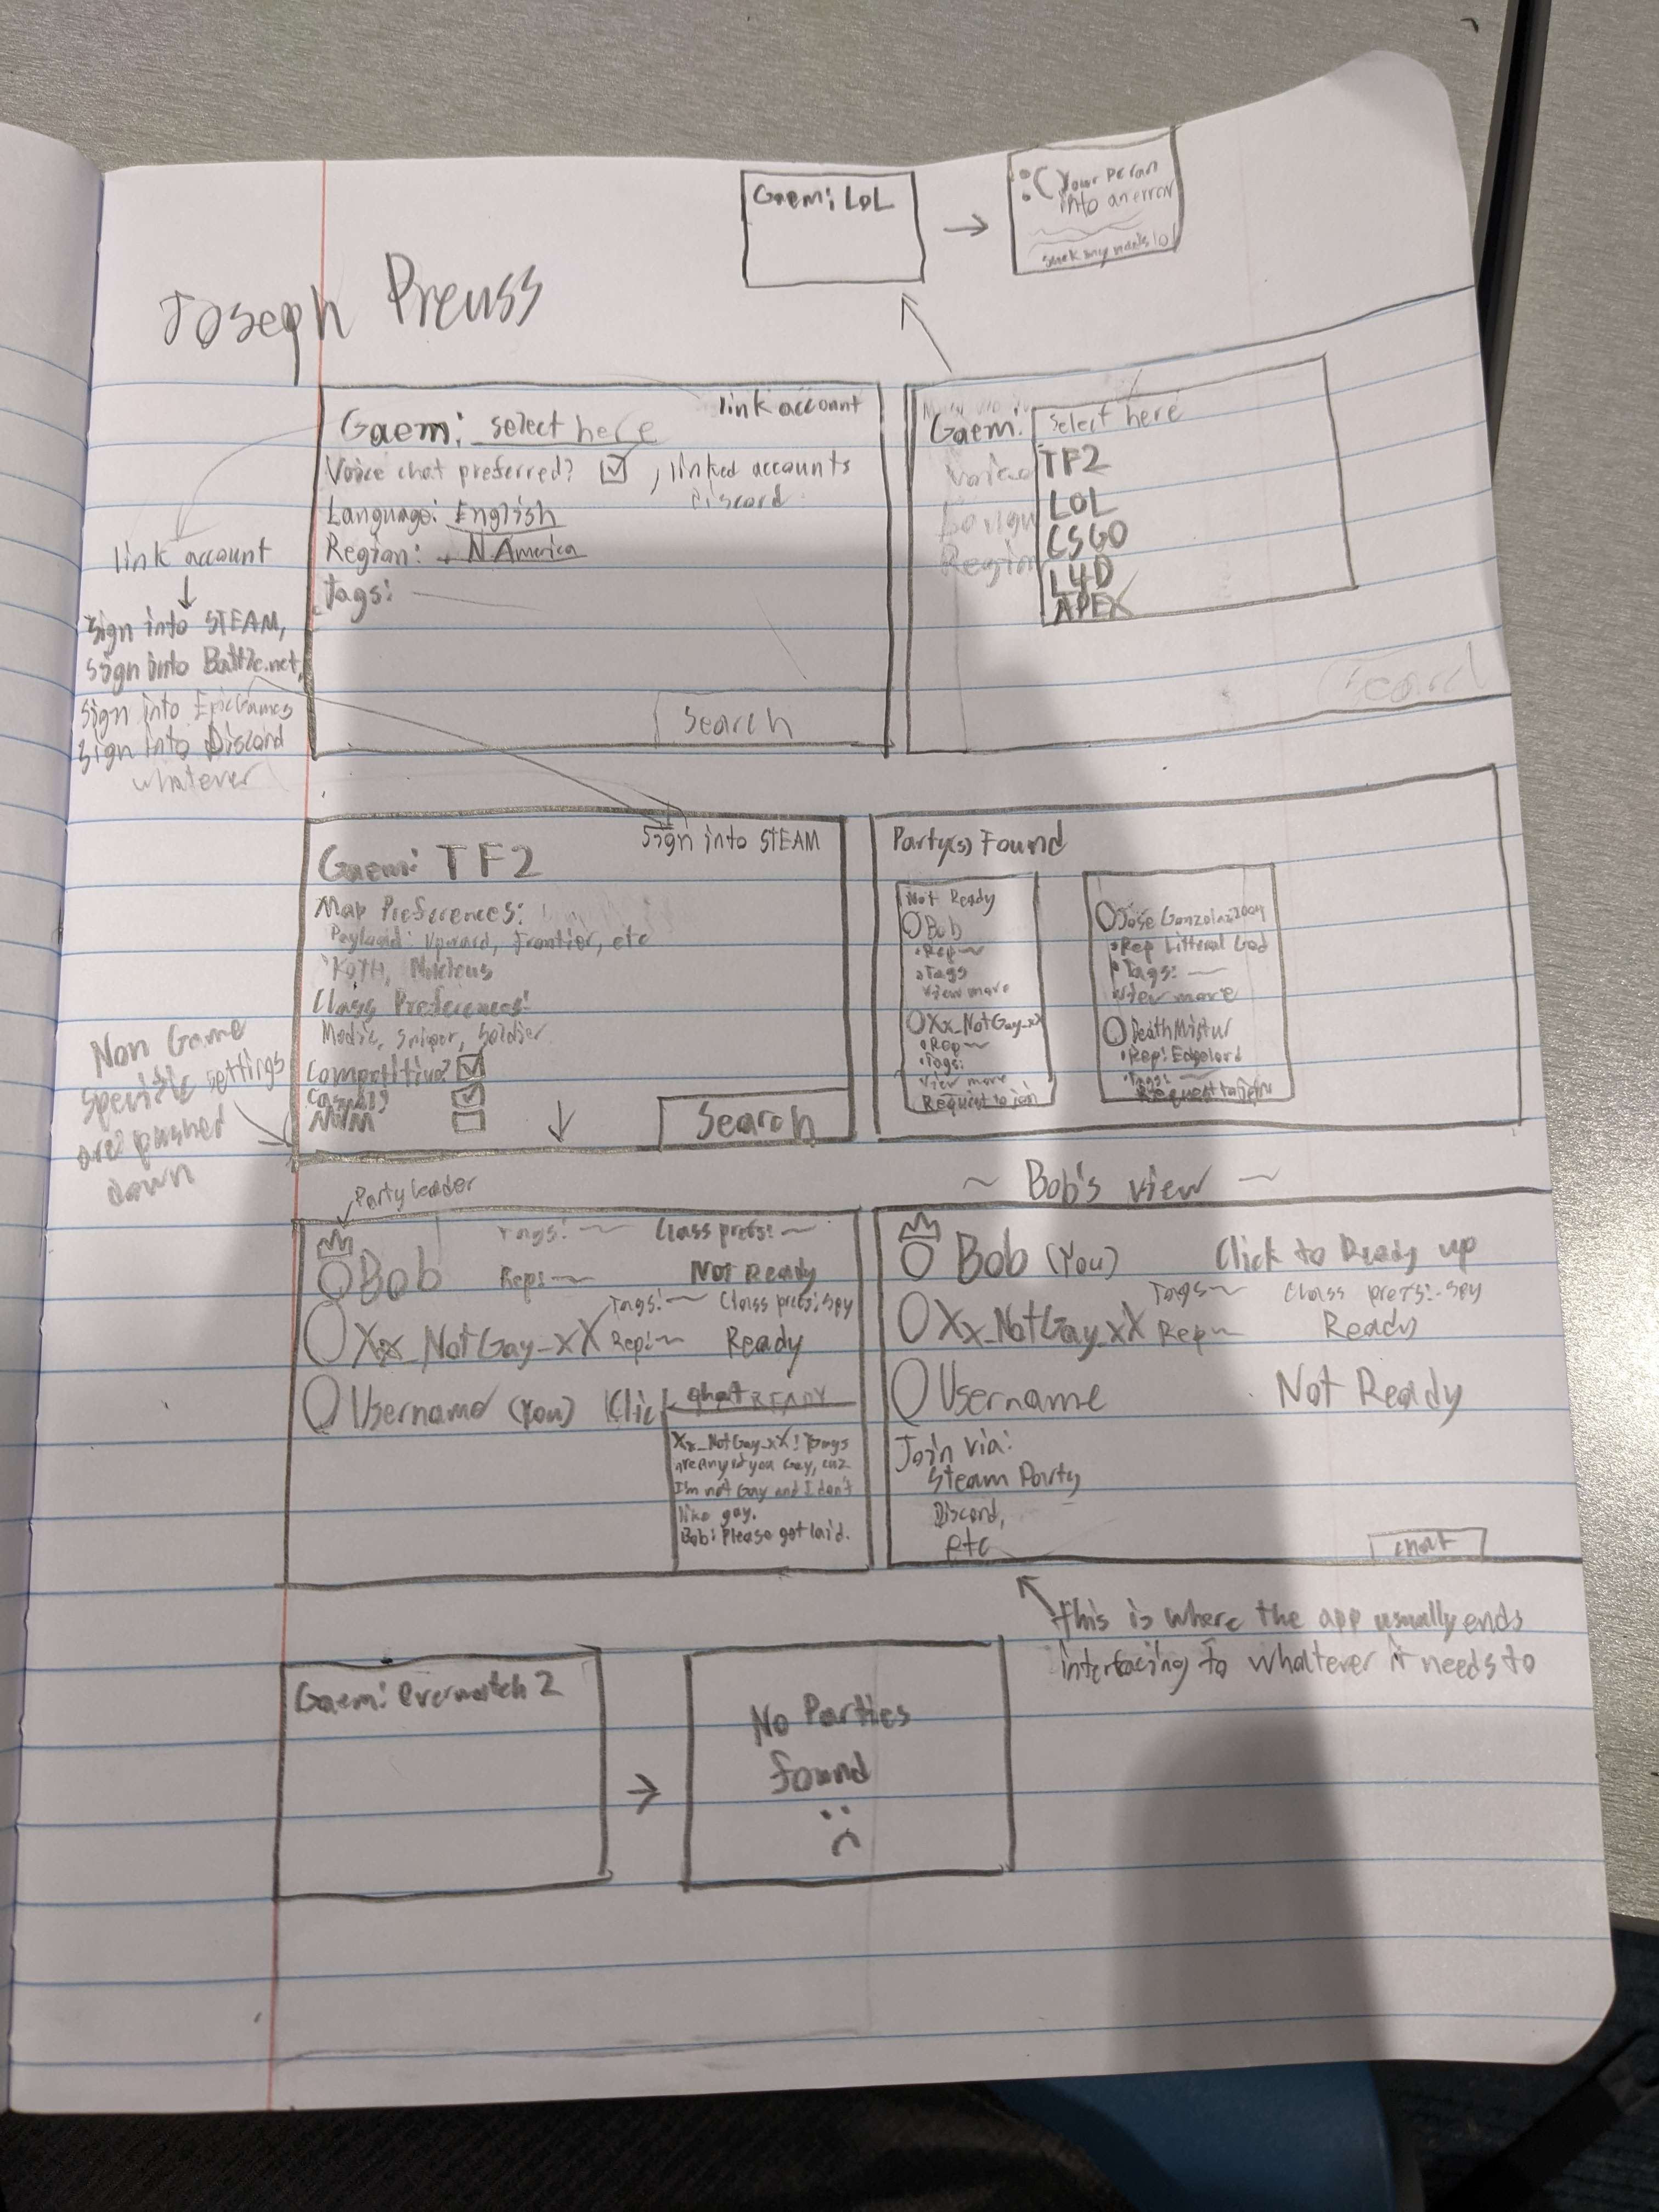 Gaem: LoL
:( Your PC ran
into an error
Joseph Preuss
link account
Gaem: select here
Voice chat preferred? , linked accounts
Discord
Language: English
Region: N. America
Tags:
Search
Gaem: Select here
TF2
LOL
CSGO
L4D
APEX
Search
link account
Sign into STEAM,
sign into Battle.net,
sign into EpicGames
sign into Discord
whatever
Sign into STEAM
Gaem: TF2
Map Preferences:
Payload: Upward, Frontier, etc
KOTH, Nucleus
Class Preferences:
Medic, Sniper, Soldier
Competitive?
Casual?
MVM
Search
Non Game
Specific settings
are pushed
down
Party(s) Found
Not Ready
Bob
• Rep
• Tags
View more
Xx_NotGay_xX
• Rep
• Tags:
View more
Request to join
• Rep Litteral God
• Tags:
View more
DeathMistur
• Rep: Edgelord
• Tags:
Request to join
Party leader
Tags: Class prefs:
Bob Rep: Not Ready
Tags: Class prefs: Spy
Xx_NotGay_xX Rep: Ready
Username (You) Clic
chat READY
Xx_NotGay_xX:
are any of you Gay, cuz
I'm not Gay and I don't
like gay.
Bob: Please get laid.
~ Bob's view ~
Bob (You) Click to Ready up
Tags Class prefs: Spy
Xx_NotGay_xX Rep Ready
Username Not Ready
Join via:
Steam Party
Discord,
etc
chat
This is where the app usually ends
interfacing to whatever it needs to
Gaem: Overwatch 2
No Parties
found
:(